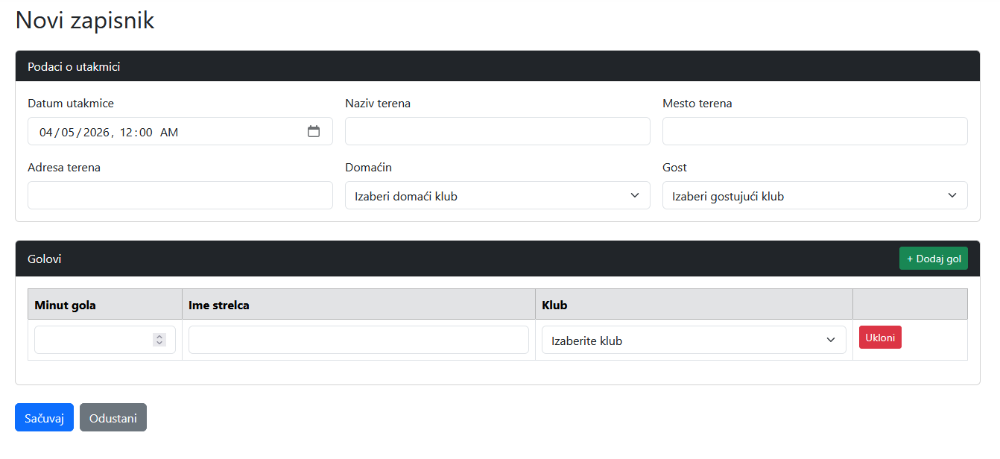 Novi zapisnik
Podaci o utakmici
Datum utakmice Naziv terena Mesto terena
04/05/2026, 12:00 AM
Adresa terena Domaćin Gost
Izaberi domaći klub Izaberi gostujući klub
Golovi + Dodaj gol
Minut gola Ime strelca Klub
Izaberite klub Ukloni
Sačuvaj Odustani